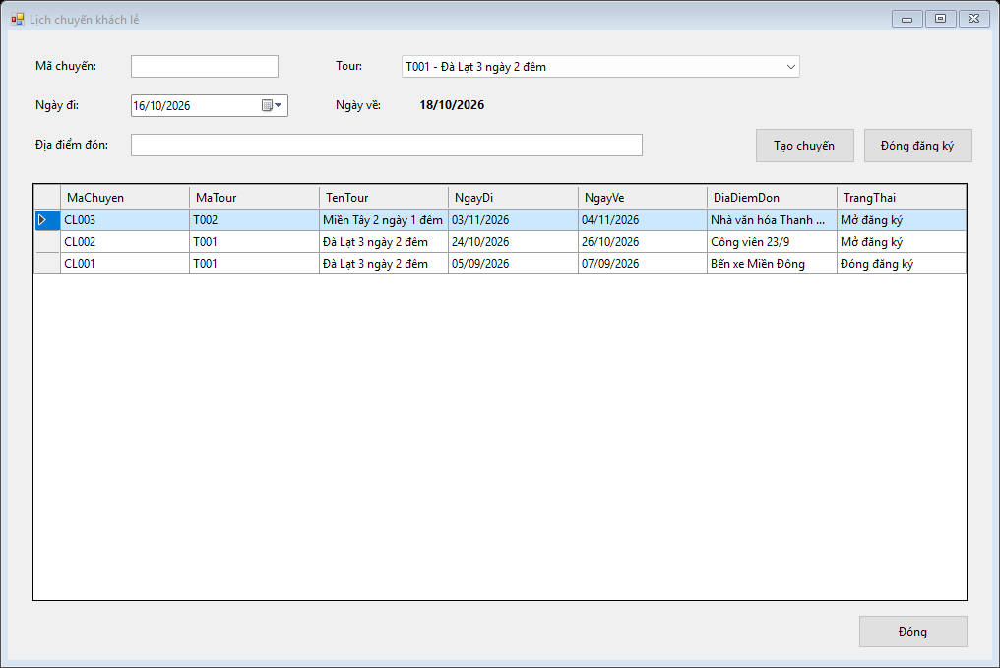 Lịch chuyến khách lẻ
Mã chuyến: Tour: T001 - Đà Lạt 3 ngày 2 đêm
Ngày đi: 16/10/2026 Ngày về: 18/10/2026
Địa điểm đón: Tạo chuyến Đóng đăng ký
MaChuyen MaTour TenTour NgayDi NgayVe DiaDiemDon TrangThai
CL003 T002 Miền Tây 2 ngày 1 đêm 03/11/2026 04/11/2026 Nhà văn hóa Thanh ... Mở đăng ký
CL002 T001 Đà Lạt 3 ngày 2 đêm 24/10/2026 26/10/2026 Công viên 23/9 Mở đăng ký
CL001 T001 Đà Lạt 3 ngày 2 đêm 05/09/2026 07/09/2026 Bến xe Miền Đông Đóng đăng ký
Đóng